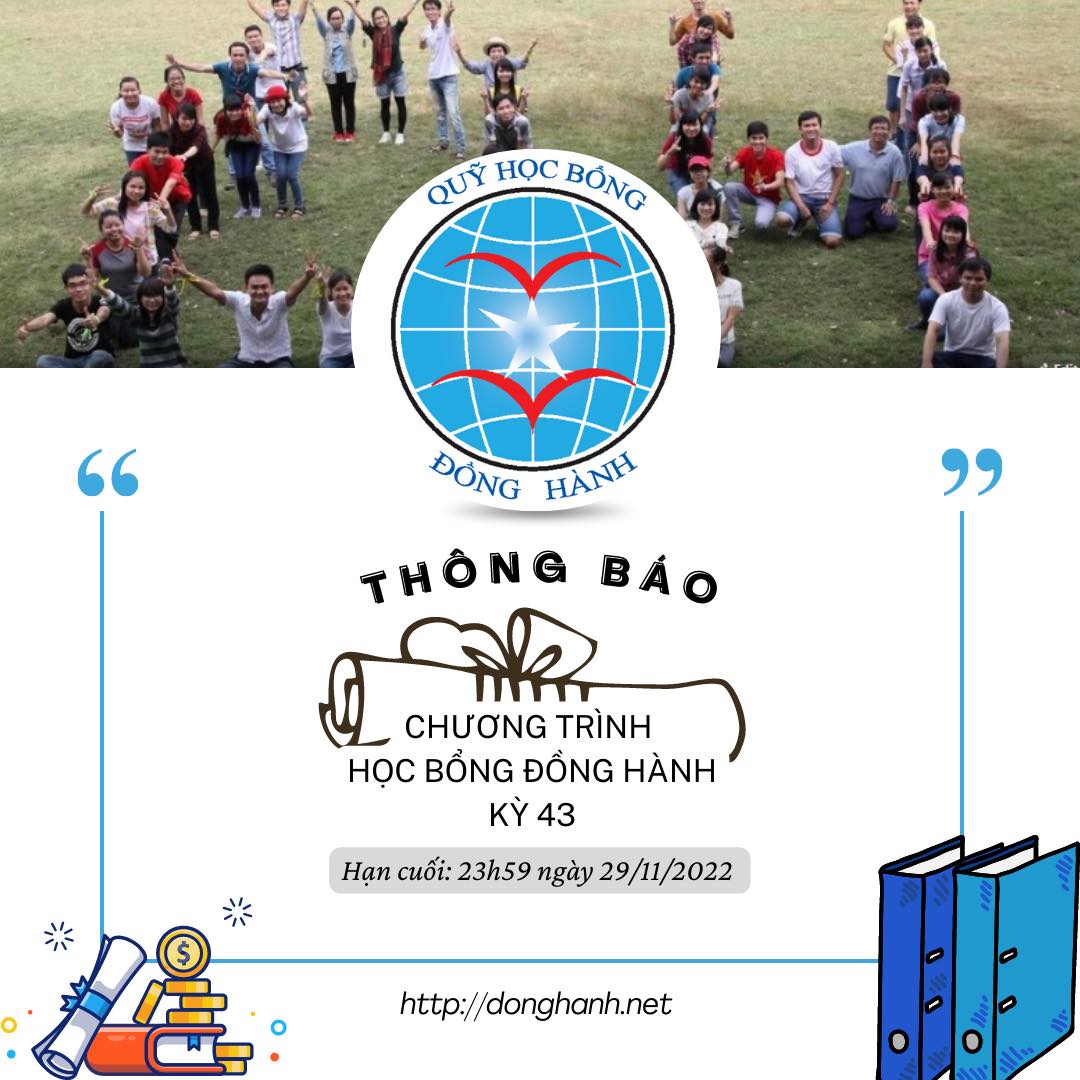 QUỸ HỌC BỔNG
ĐỒNG HÀNH
THÔNG BÁO
CHƯƠNG TRÌNH
HỌC BỔNG ĐỒNG HÀNH
KỲ 43
Hạn cuối: 23h59 ngày 29/11/2022
http://donghanh.net